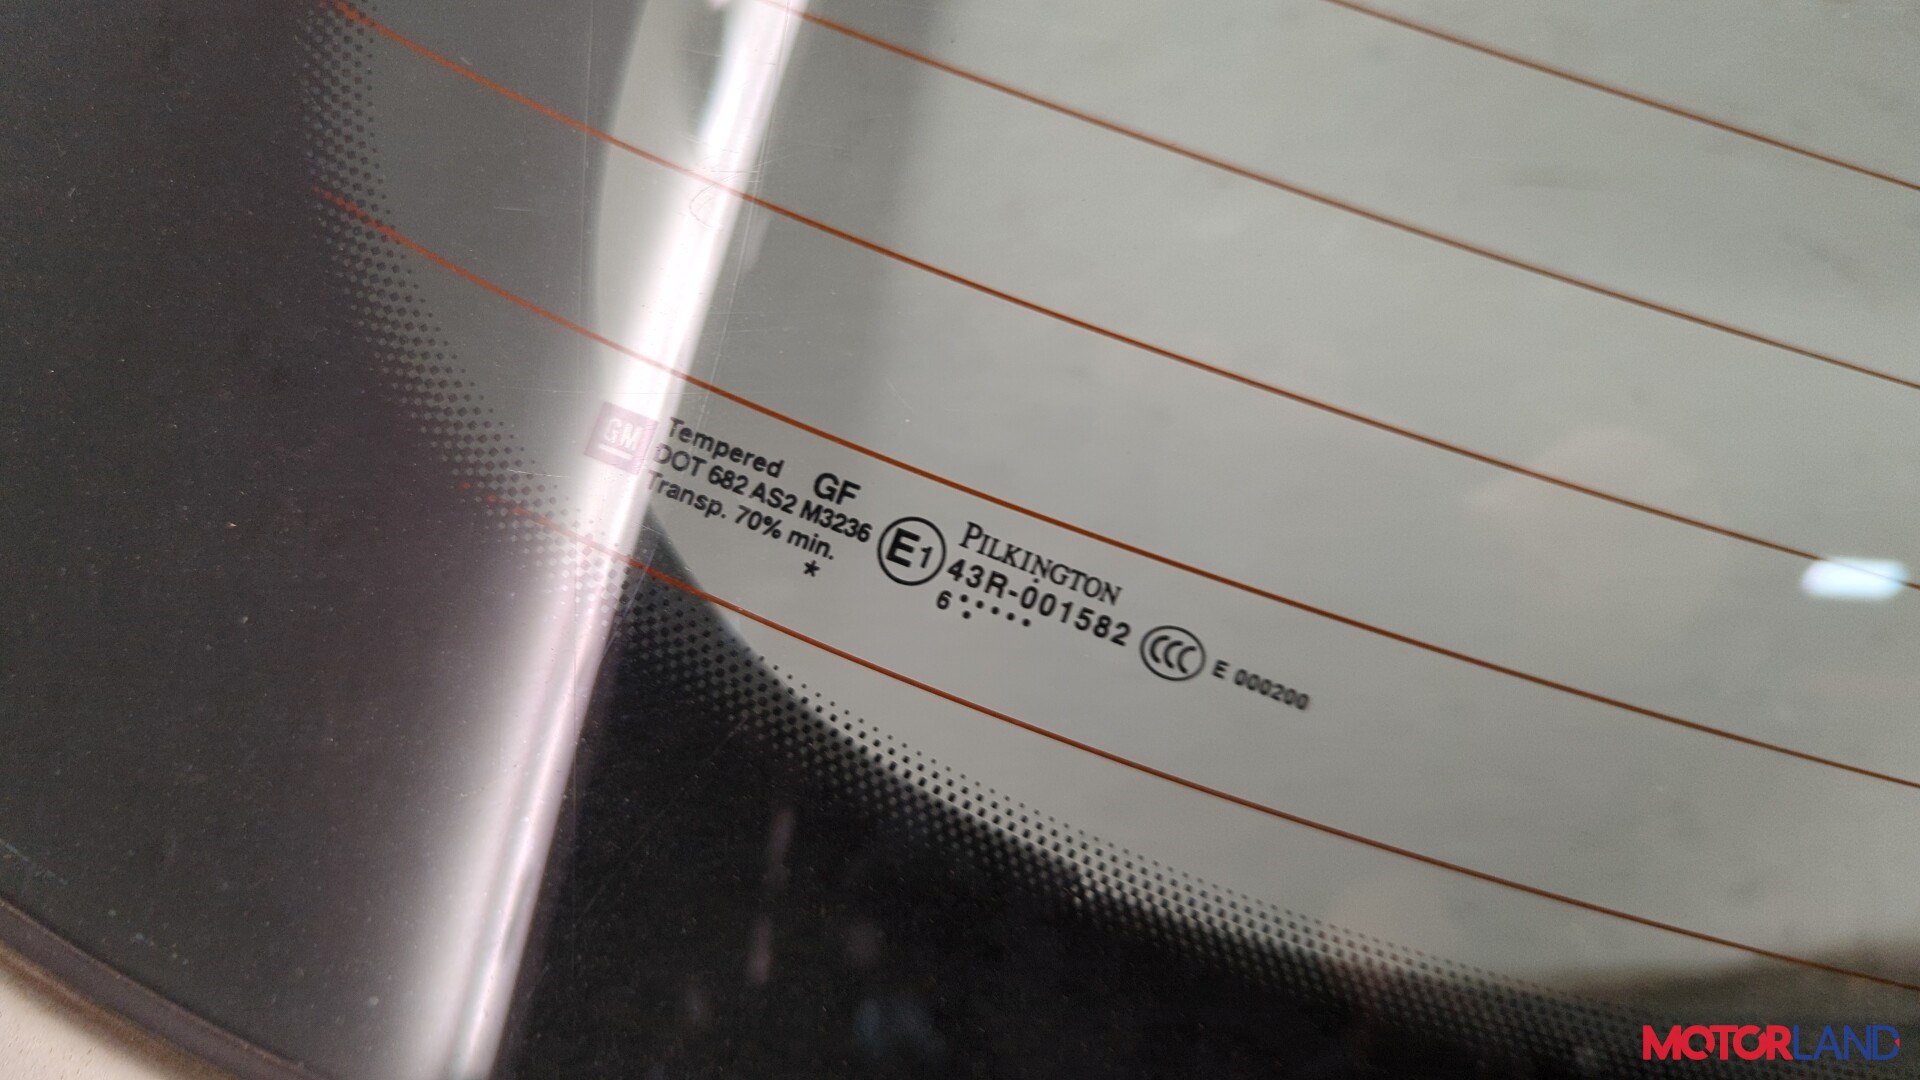 GM
Tempered GF
DOT 682 AS2 M3236
Transp. 70% min.
*
E1
PILKINGTON
43R-001582
6
CCC E 000200
MOTORLAND